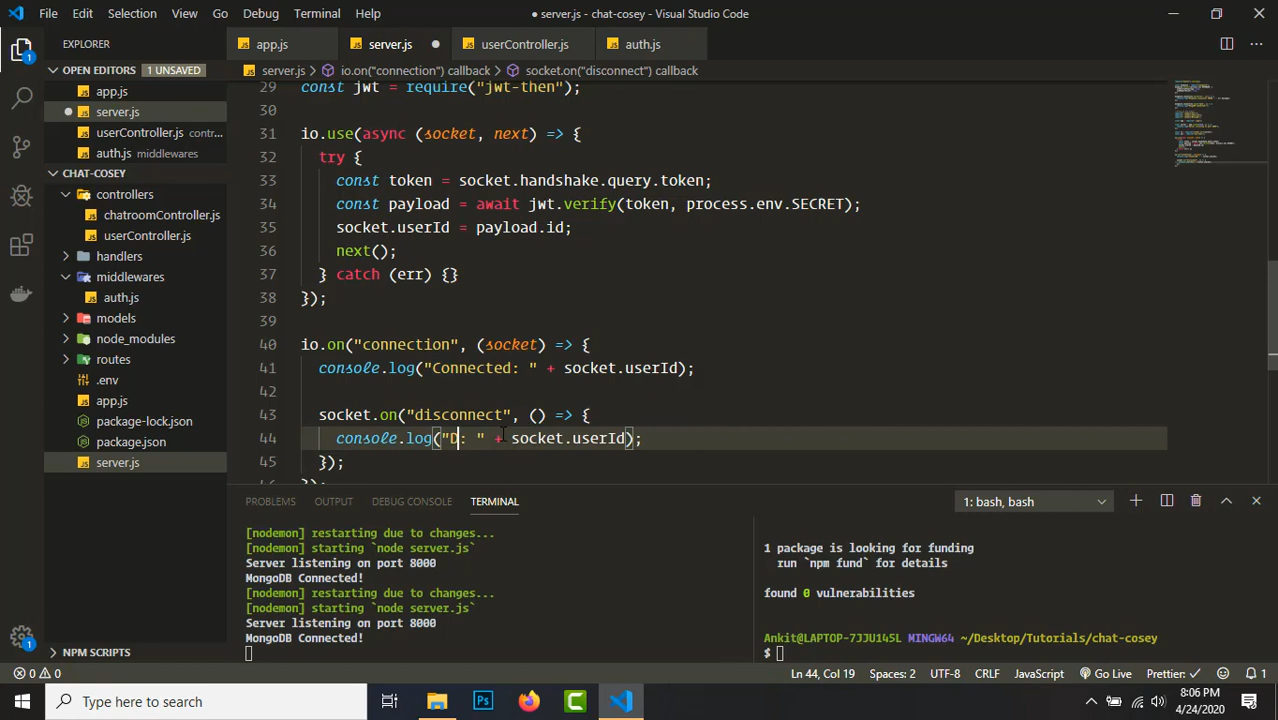 File Edit Selection View Go Debug Terminal Help
● server.js - chat-cosey - Visual Studio Code
EXPLORER
app.js
server.js
userController.js
auth.js
OPEN EDITORS 1 UNSAVED
server.js > io.on("connection") callback > socket.on("disconnect") callback
app.js
server.js
userController.js contr...
auth.js middlewares
CHAT-COSEY
controllers
chatroomController.js
userController.js
handlers
middlewares
auth.js
models
node_modules
routes
.env
app.js
package-lock.json
package.json
server.js
NPM SCRIPTS
29 const jwt = require("jwt-then");
30
31 io.use(async (socket, next) => {
32 try {
33 const token = socket.handshake.query.token;
34 const payload = await jwt.verify(token, process.env.SECRET);
35 socket.userId = payload.id;
36 next();
37 } catch (err) {}
38 });
39
40 io.on("connection", (socket) => {
41 console.log("Connected: " + socket.userId);
42
43 socket.on("disconnect", () => {
44 console.log("D: " + socket.userId);
45 });
46 });
PROBLEMS OUTPUT DEBUG CONSOLE TERMINAL
1: bash, bash
[nodemon] restarting due to changes...
[nodemon] starting `node server.js`
Server listening on port 8000
MongoDB Connected!
[nodemon] restarting due to changes...
[nodemon] starting `node server.js`
Server listening on port 8000
MongoDB Connected!
1 package is looking for funding
run `npm fund` for details
found 0 vulnerabilities
Ankit@LAPTOP-7JJU145L MINGW64 ~/Desktop/Tutorials/chat-cosey
$
0 0
Ln 44, Col 19 Spaces: 2 UTF-8 CRLF JavaScript Go Live Prettier: ✓ 1
Type here to search
8:06 PM
4/24/2020